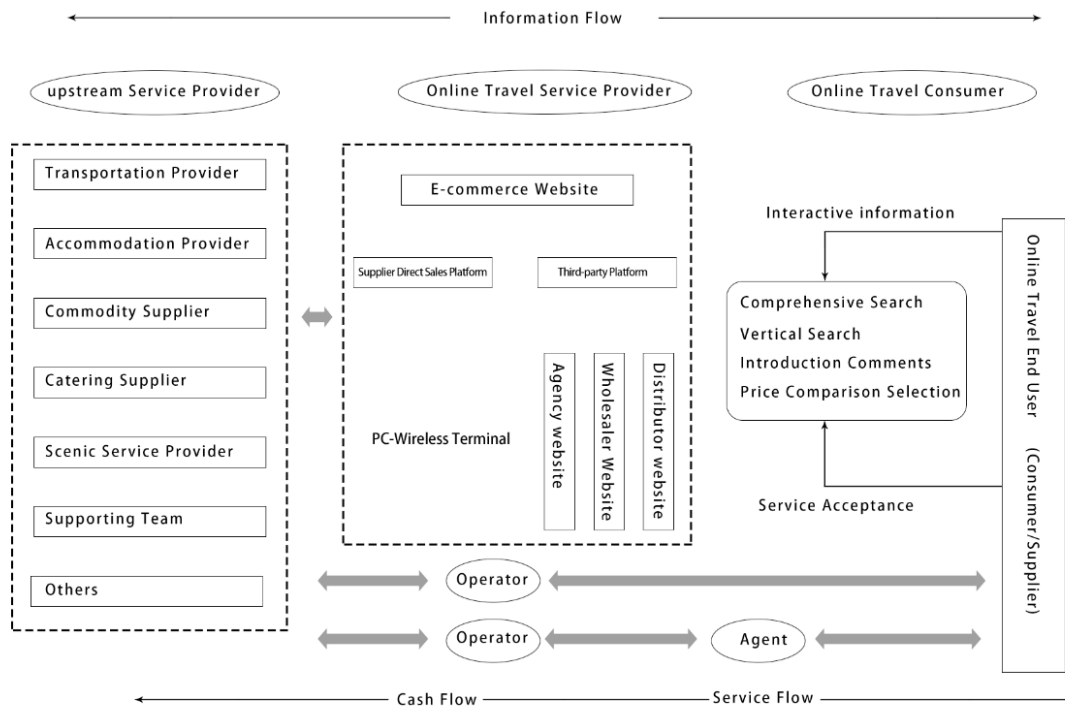 Information Flow
upstream Service Provider
Online Travel Service Provider
Online Travel Consumer
Transportation Provider
Accommodation Provider
Commodity Supplier
Catering Supplier
Scenic Service Provider
Supporting Team
Others
E-commerce Website
Supplier Direct Sales Platform
Third-party Platform
PC-Wireless Terminal
Agency website
Wholesaler Website
Distributor website
Interactive information
Comprehensive Search
Vertical Search
Introduction Comments
Price Comparison Selection
Service Acceptance
Online Travel End User (Consumer/Supplier)
Operator
Operator
Agent
Cash Flow
Service Flow